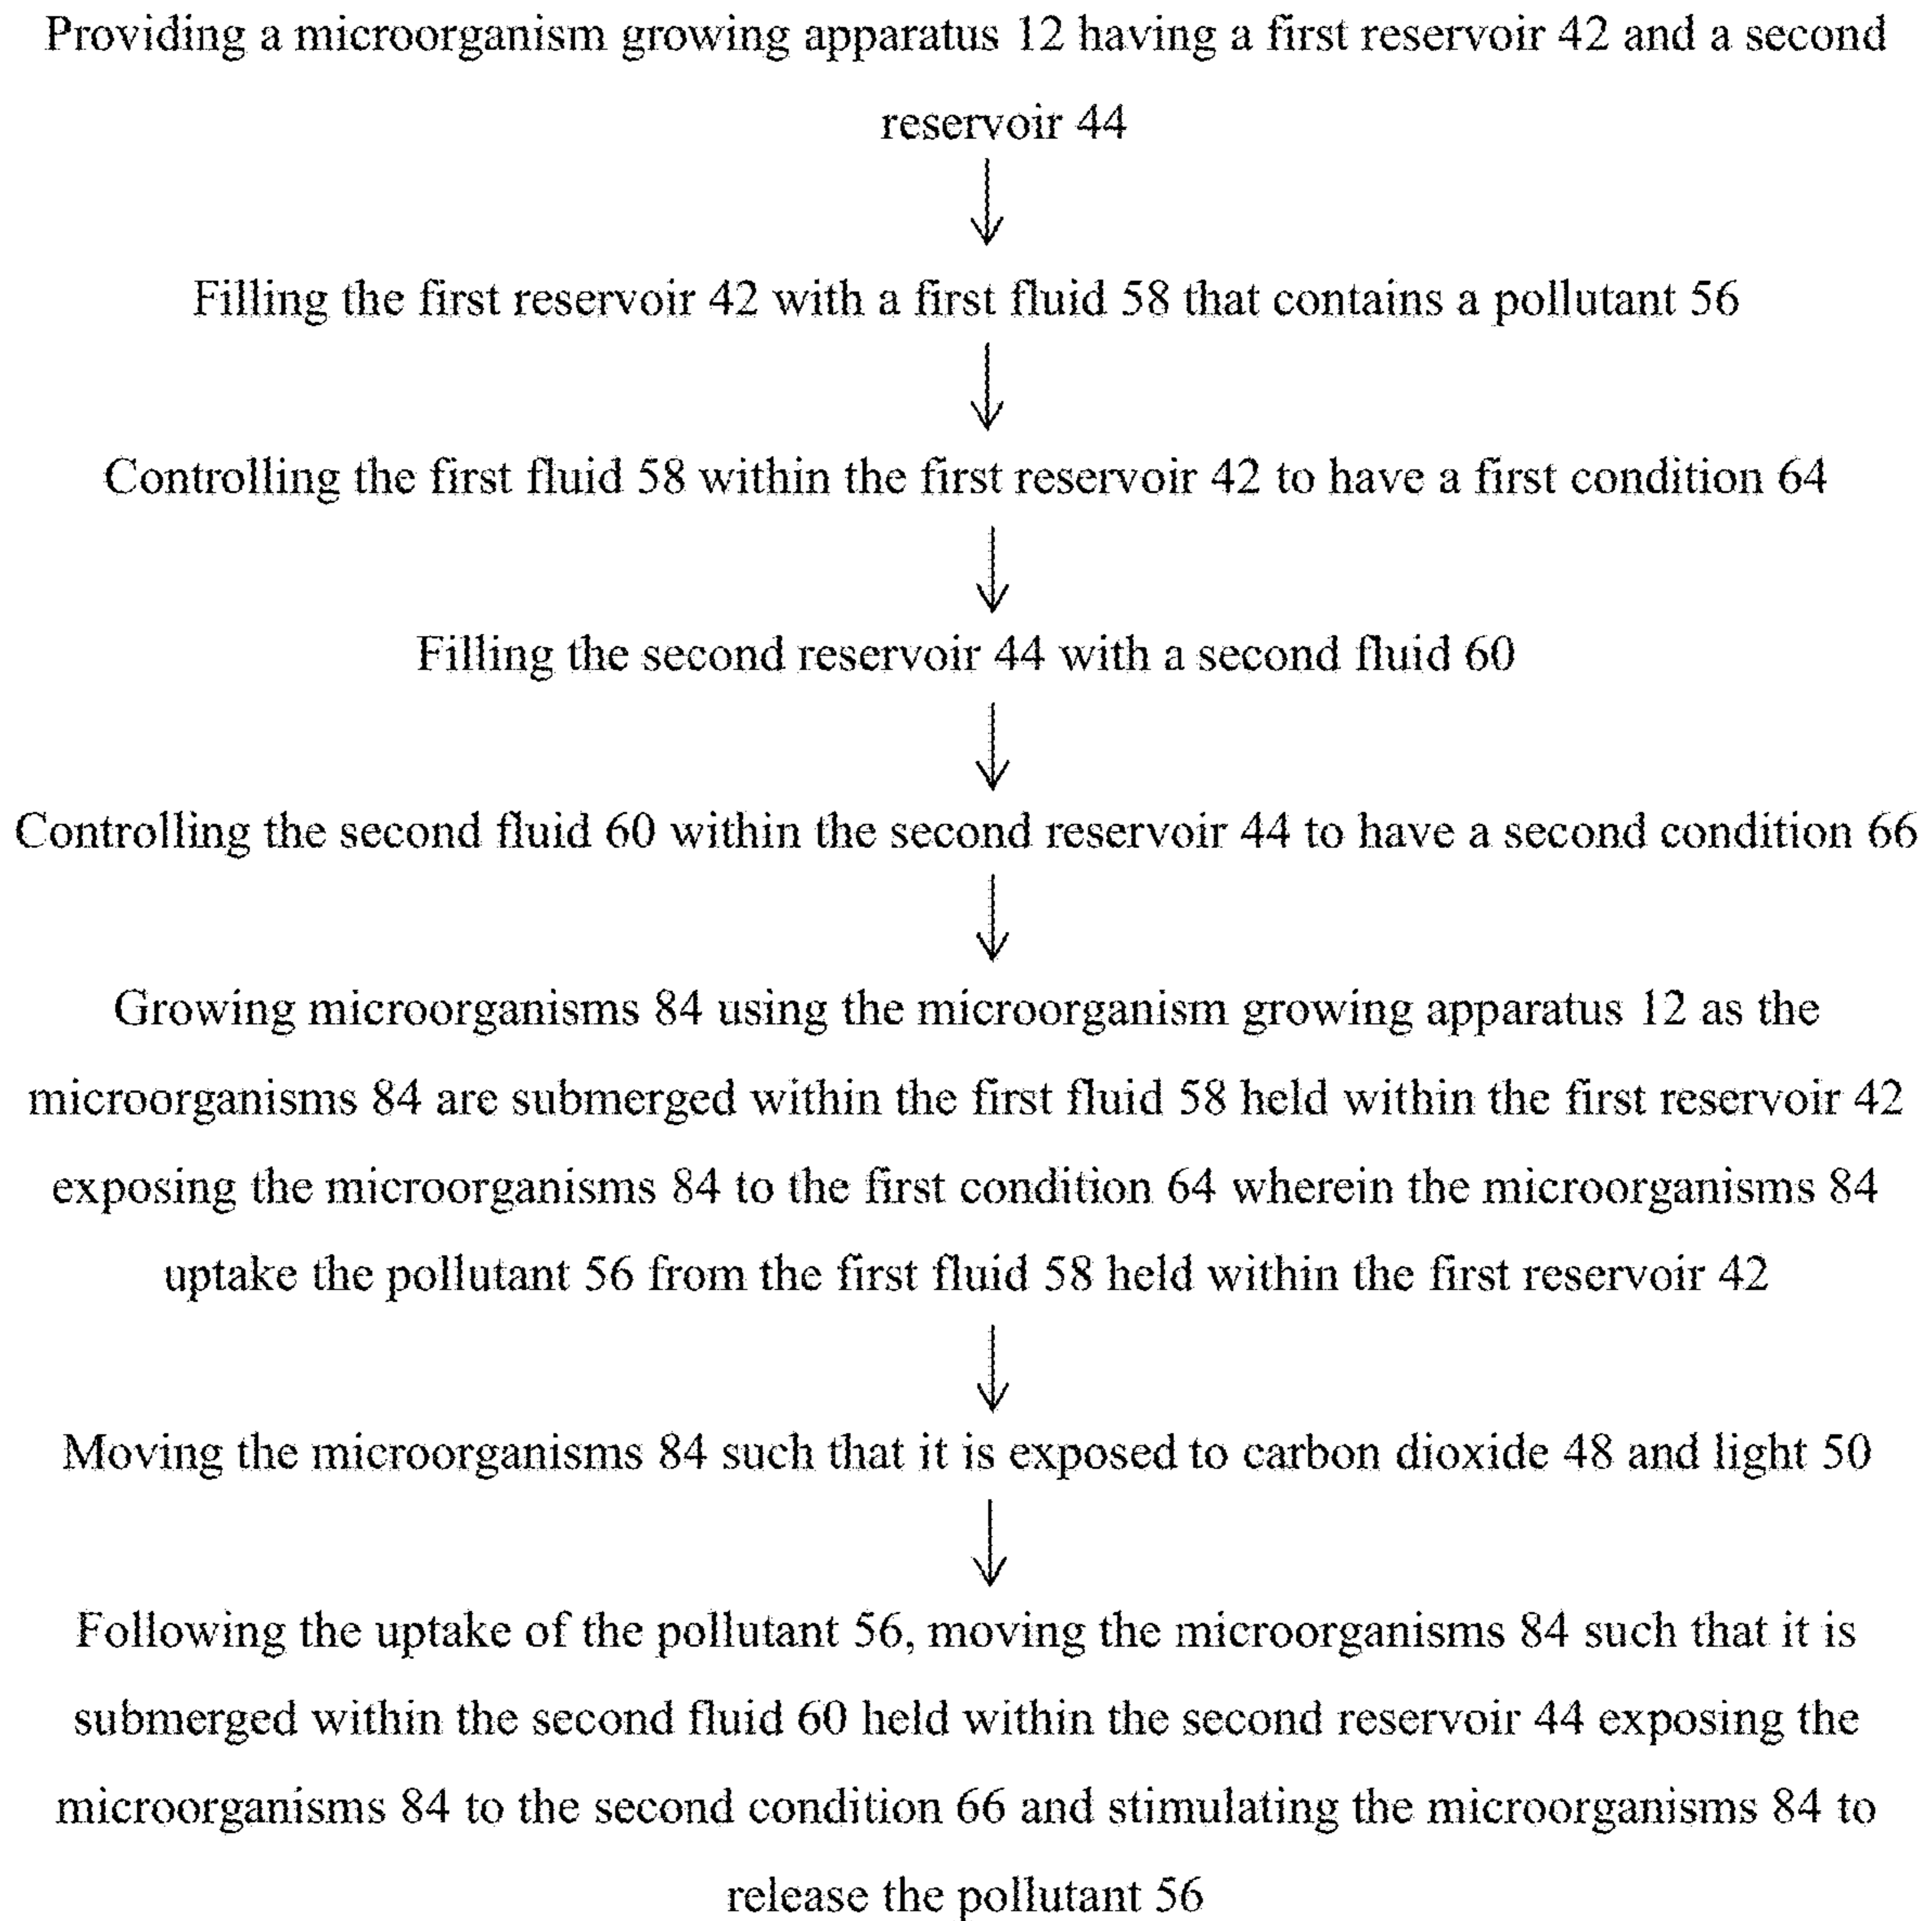 Providing a microorganism growing apparatus 12 having a first reservoir 42 and a second
reservoir 44
Filling the first reservoir 42 with a first fluid 58 that contains a pollutant 56
Controlling the first fluid 58 within the first reservoir 42 to have a first condition 64
Filling the second reservoir 44 with a second fluid 60
Controlling the second fluid 60 within the second reservoir 44 to have a second condition 66
Growing microorganisms 84 using the microorganism growing apparatus 12 as the
microorganisms 84 are submerged within the first fluid 58 held within the first reservoir 42
exposing the microorganisms 84 to the first condition 64 wherein the microorganisms 84
uptake the pollutant 56 from the first fluid 58 held within the first reservoir 42
Moving the microorganisms 84 such that it is exposed to carbon dioxide 48 and light 50
Following the uptake of the pollutant 56, moving the microorganisms 84 such that it is
submerged within the second fluid 60 held within the second reservoir 44 exposing the
microorganisms 84 to the second condition 66 and stimulating the microorganisms 84 to
release the pollutant 56